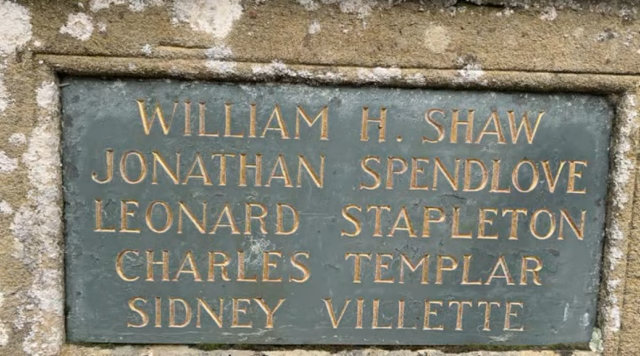 WILLIAM H. SHAW
JONATHAN SPENDLOVE
LEONARD STAPLETON
CHARLES TEMPLAR
SIDNEY VILLETTE